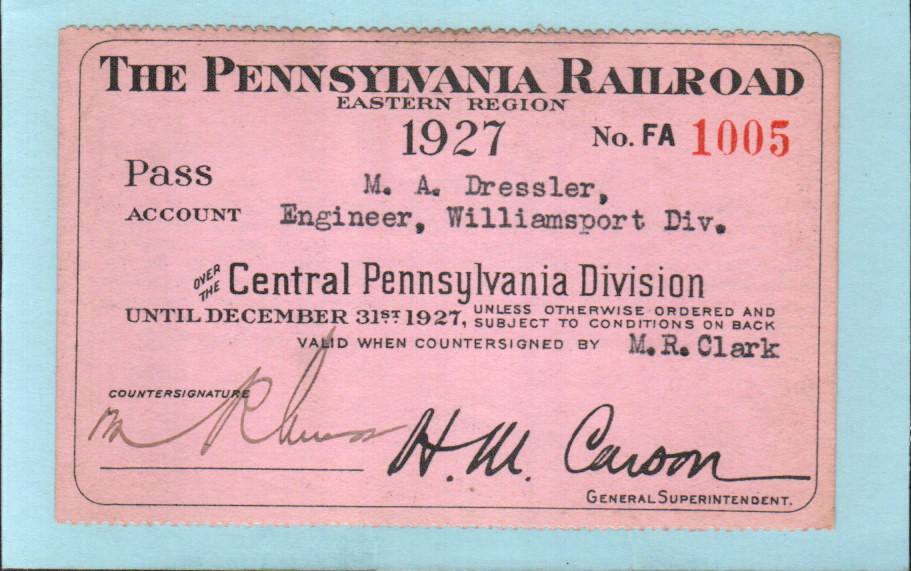 THE PENNSYLVANIA RAILROAD
EASTERN REGION
1927
No. FA 1005
Pass
M. A. Dressler,
ACCOUNT Engineer, Williamsport Div.
OVER THE Central Pennsylvania Division
UNTIL DECEMBER 31ST 1927, UNLESS OTHERWISE ORDERED AND
SUBJECT TO CONDITIONS ON BACK
VALID WHEN COUNTERSIGNED BY M.R.Clark
COUNTERSIGNATURE
H. M. Carson
GENERAL SUPERINTENDENT.